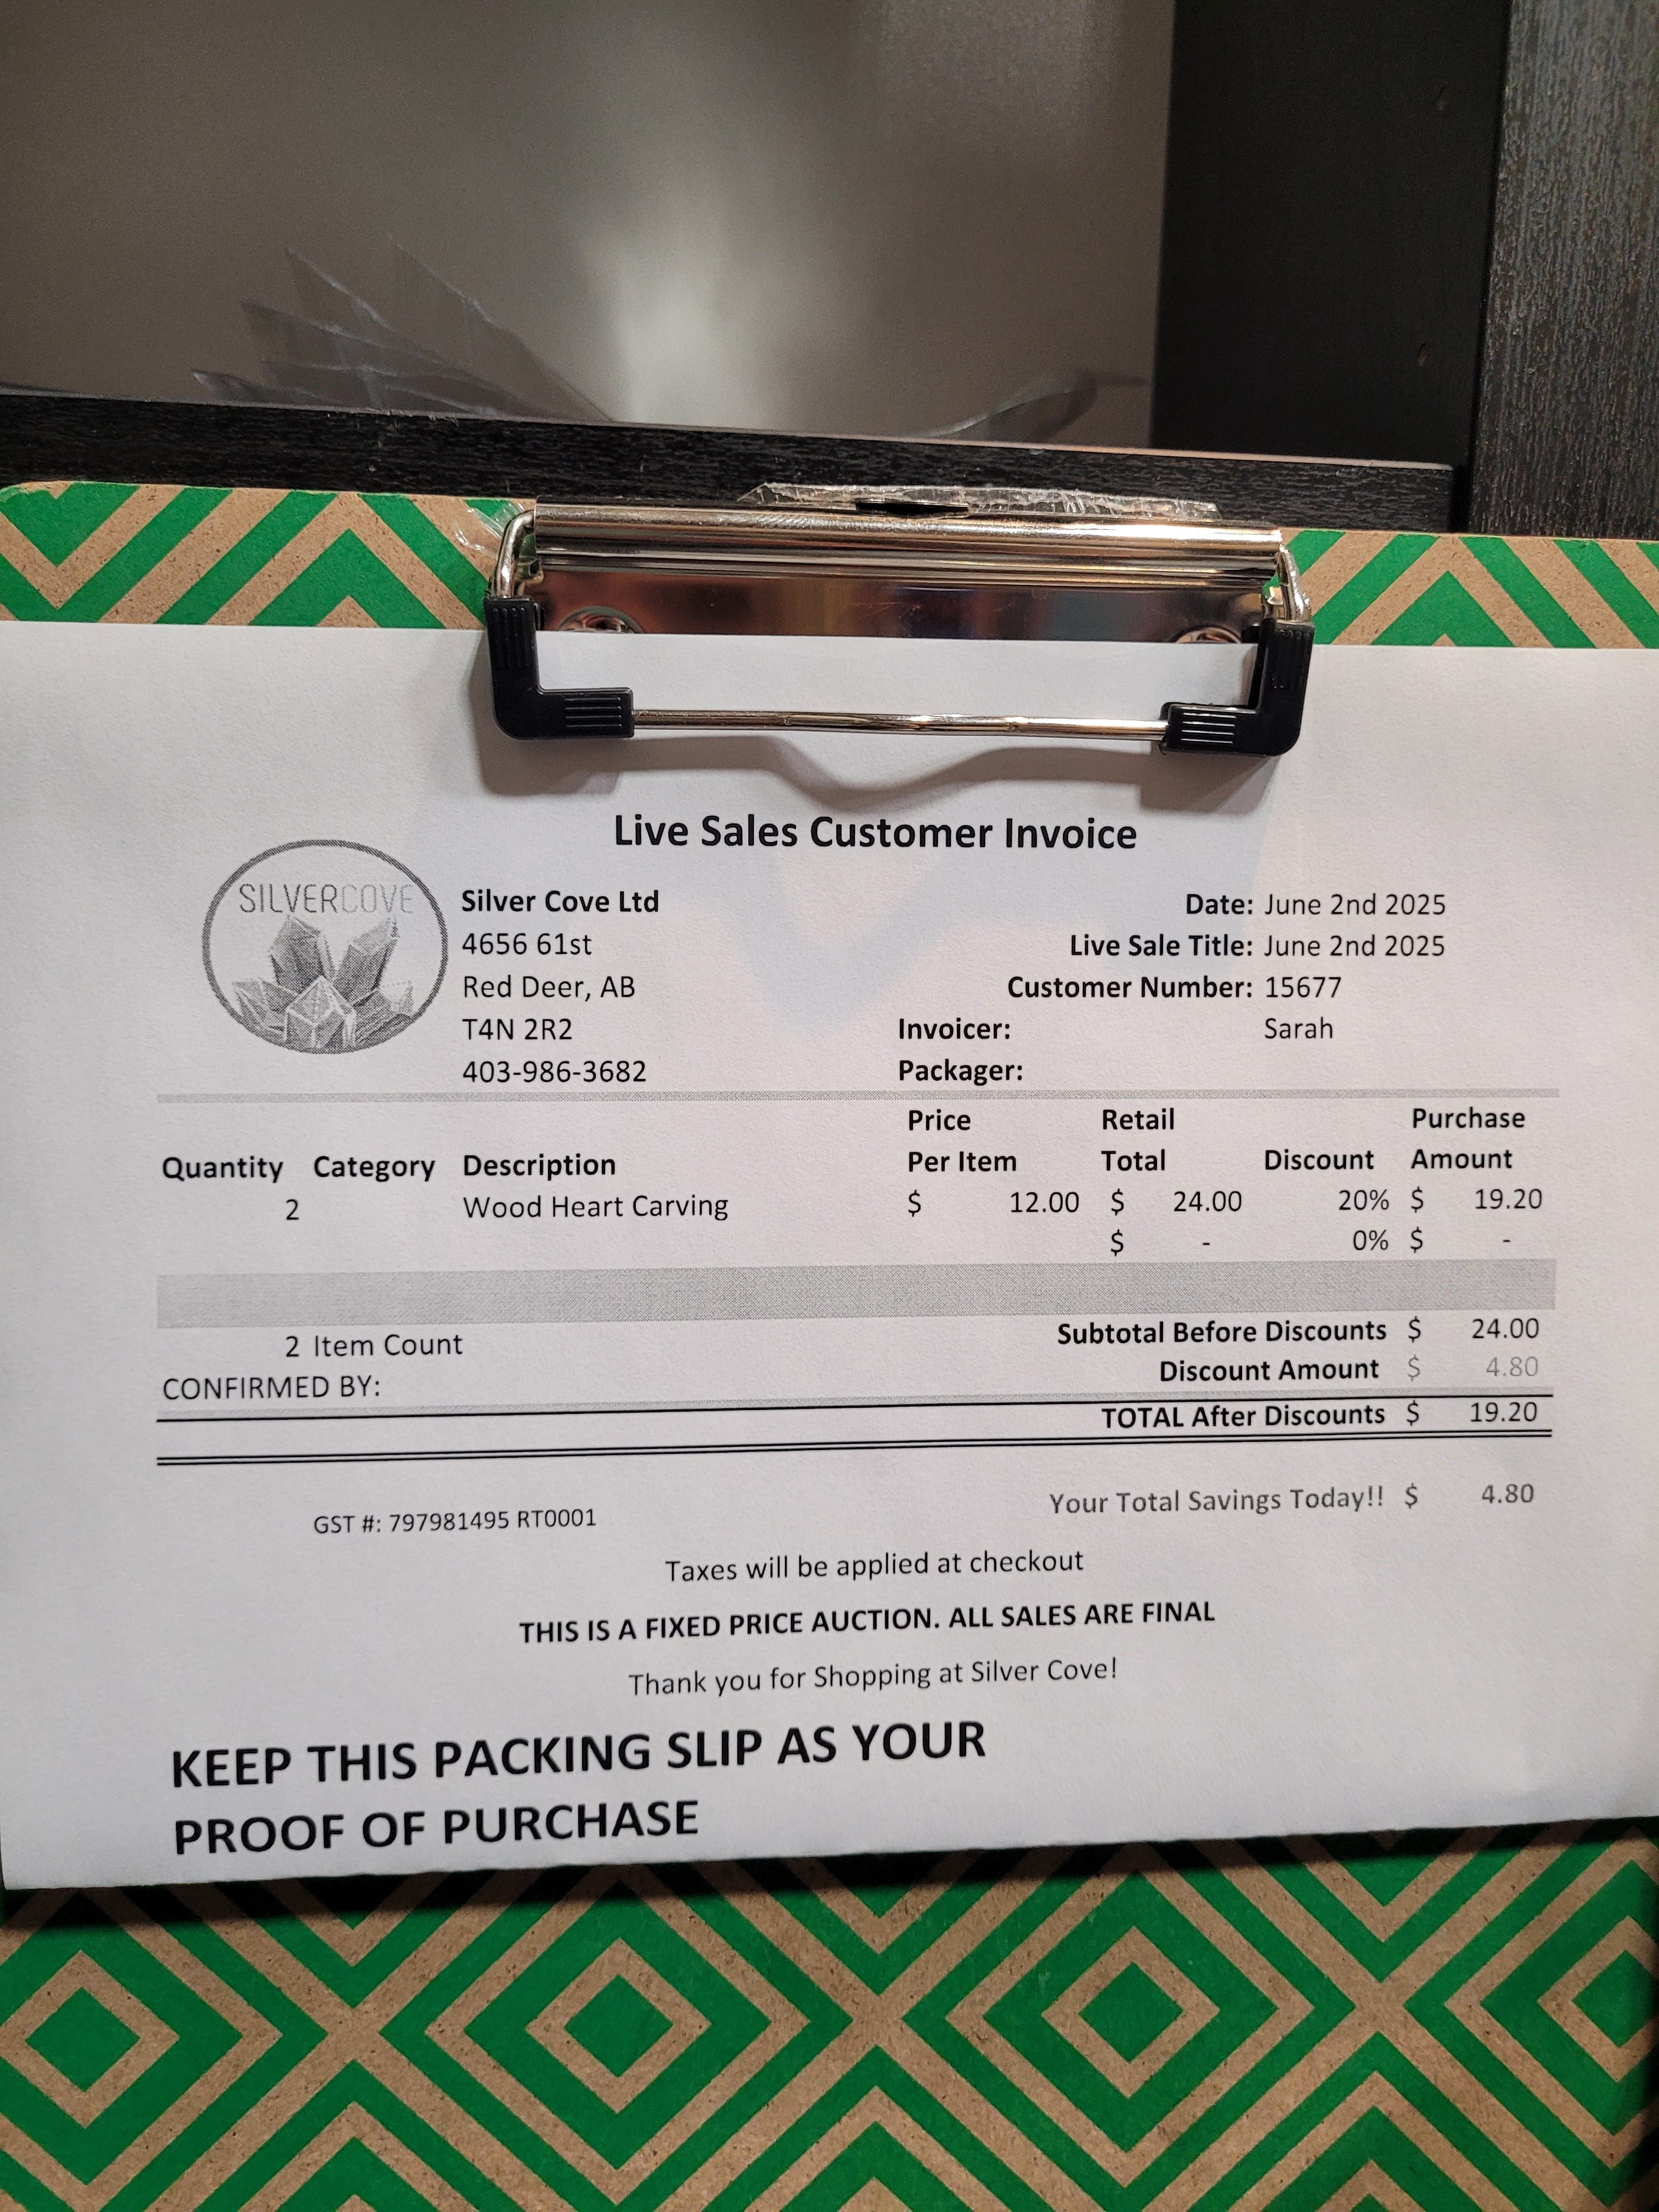 Live Sales Customer Invoice
SILVERCOVE
Silver Cove Ltd
4656 61st
Red Deer, AB
T4N 2R2
403-986-3682
Date: June 2nd 2025
Live Sale Title: June 2nd 2025
Customer Number: 15677
Invoicer: Sarah
Packager:
Quantity Category Description Price Per Item Retail Total Discount Purchase Amount
2 Wood Heart Carving $ 12.00 $ 24.00 20% $ 19.20
$ - 0% $ -
2 Item Count
CONFIRMED BY:
Subtotal Before Discounts $ 24.00
Discount Amount $ 4.80
TOTAL After Discounts $ 19.20
Your Total Savings Today!! $ 4.80
GST #: 797981495 RT0001
Taxes will be applied at checkout
THIS IS A FIXED PRICE AUCTION. ALL SALES ARE FINAL
Thank you for Shopping at Silver Cove!
KEEP THIS PACKING SLIP AS YOUR
PROOF OF PURCHASE